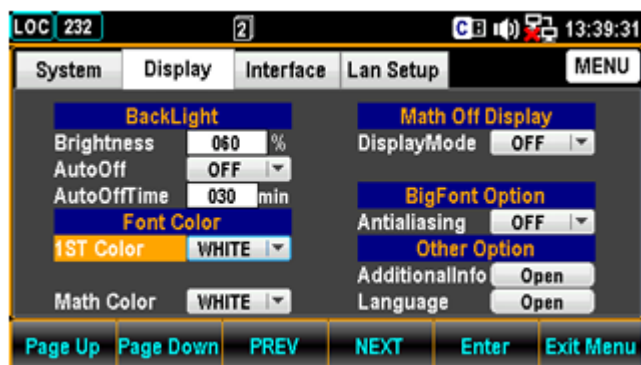 LOC 232 2 C 13:39:31
System Display Interface Lan Setup MENU
BackLight
Brightness 060 %
AutoOff OFF
AutoOffTime 030 min
Font Color
1ST Color WHITE
Math Color WHITE
Math Off Display
DisplayMode OFF
BigFont Option
Antialiasing OFF
Other Option
AdditionalInfo Open
Language Open
Page Up Page Down PREV NEXT Enter Exit Menu